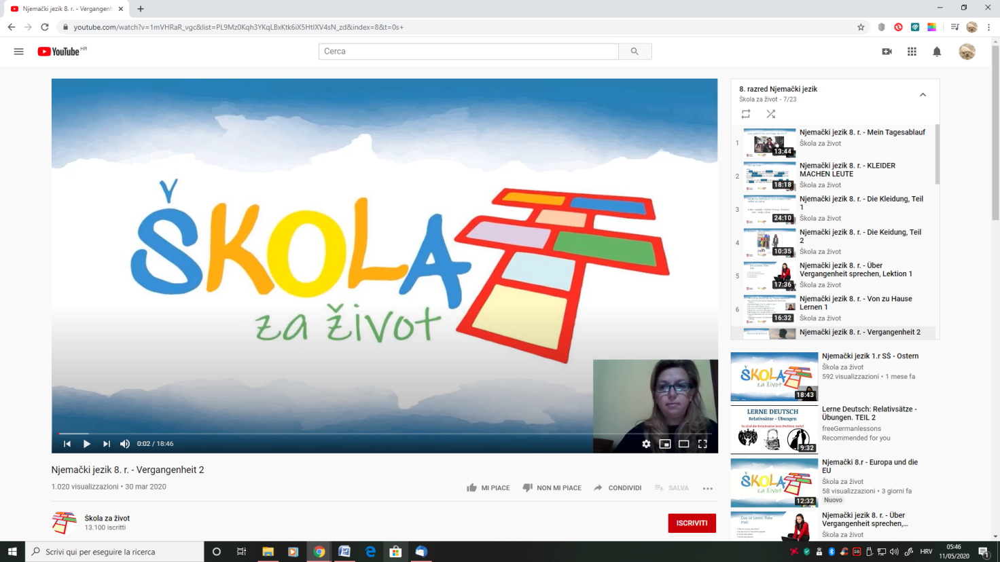 Njemački jezik 8. r. - Vergangenh
youtube.com/watch?v=1mVHRaR_vgc&list=PL9Mz0Kqh3YKqLBxKtk6iX5HtIXV4sN_zd&index=8&t=0s+
YouTube HR
Cerca
ŠKOLA
za život
0:02 / 18:46
Njemački jezik 8. r. - Vergangenheit 2
1.020 visualizzazioni • 30 mar 2020
MI PIACE
NON MI PIACE
CONDIVIDI
SALVA
Škola za život
13.100 iscritti
ISCRIVITI
8. razred Njemački jezik
Škola za život - 7/23
1
13:44
Njemački jezik 8. r. - Mein Tagesablauf
Škola za život
2
18:18
Njemački jezik 8. r. - KLEIDER
MACHEN LEUTE
Škola za život
3
24:10
Njemački jezik 8. r. - Die Kleidung, Teil
1
Škola za život
4
10:35
Njemački jezik 8. r. - Die Keidung, Teil
2
Škola za život
5
17:36
Njemački jezik 8. r. - Über
Vergangenheit sprechen, Lektion 1
Škola za život
6
16:32
Njemački jezik 8. r. - Von zu Hause
Lernen 1
Škola za život
Njemački jezik 8. r. - Vergangenheit 2
ŠKOLA
za život
18:43
Njemački jezik 1.r SŠ - Ostern
Škola za život
592 visualizzazioni • 1 mese fa
LERNE DEUTSCH
Relativsätze - Übungen
So sind die Relativsätze kein Problem mehr!
9:32
Lerne Deutsch: Relativsätze -
Übungen. TEIL 2
freeGermanlessons
Recommended for you
ŠKOLA
za život
12:32
Njemački 8.r - Europa und die
EU
Škola za život
58 visualizzazioni • 3 giorni fa
Nuovo
Das ist Leoni. Rate
mal!
Njemački jezik 8. r. - Über
Vergangenheit sprechen,...
Škola za život
Scrivi qui per eseguire la ricerca
HRV
05:46
11/05/2020
1